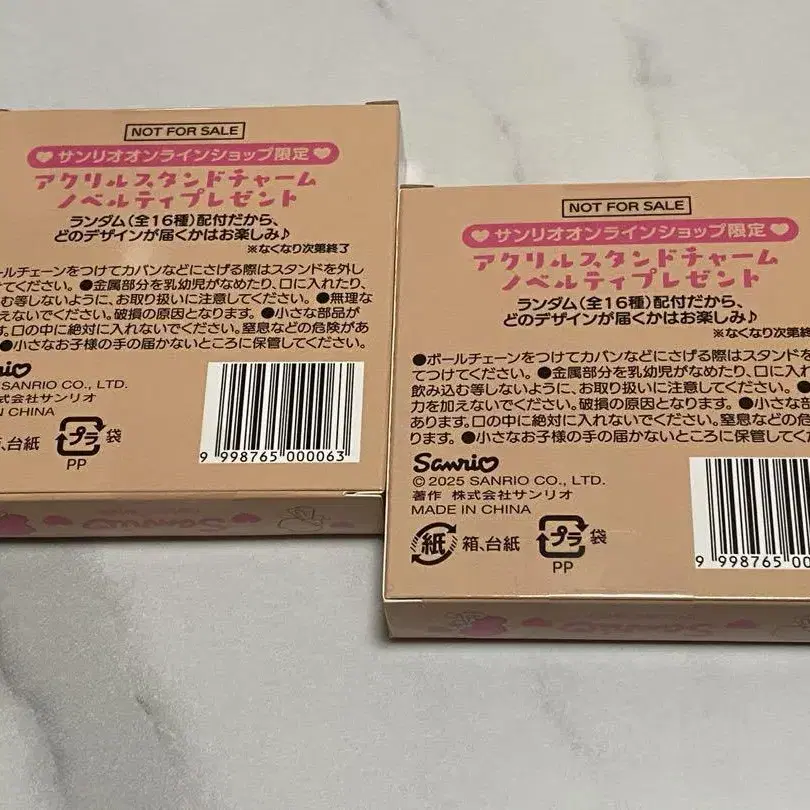 NOT FOR SALE
サンリオオンラインショップ限定
アクリルスタンドチャーム
ノベルティプレゼント
ランダム(全16種)配付だから、
どのデザインが届くかはお楽しみ♪
※なくなり次第終了
ールチェーンをつけてカバンなどにさげる際はスタンドを外し
てください。●金属部分を乳幼児がなめたり、口に入れたり、
む等しないように、お取り扱いに注意してください。●無理な
えないでください。破損の原因となります。●小さな部品が
す。口の中に絶対に入れないでください。窒息などの危険があ
●小さなお子様の手の届かないところに保管してください。
SANRIO CO., LTD.
式会社サンリオ
IN CHINA
、台紙
プラ
袋
PP
9 998765 000063
Sanrio
NOT FOR SALE
サンリオオンラインショップ限定
アクリルスタンドチャーム
ノベルティプレゼント
ランダム(全16種)配付だから、
どのデザインが届くかはお楽しみ♪
※なくなり次第終
●ボールチェーンをつけてカバンなどにさげる際はスタンドを
てつけてください。●金属部分を乳幼児がなめたり、口に入れ
飲み込む等しないように、お取り扱いに注意してください。●
力を加えないでください。破損の原因となります。●小さな部
あります。口の中に絶対に入れないでください。窒息などの危
ります。●小さなお子様の手の届かないところに保管してく
Sanrio
© 2025 SANRIO CO., LTD.
著作 株式会社サンリオ
MADE IN CHINA
紙
箱、台紙
プラ
袋
PP
9 998765 00
Sanrio